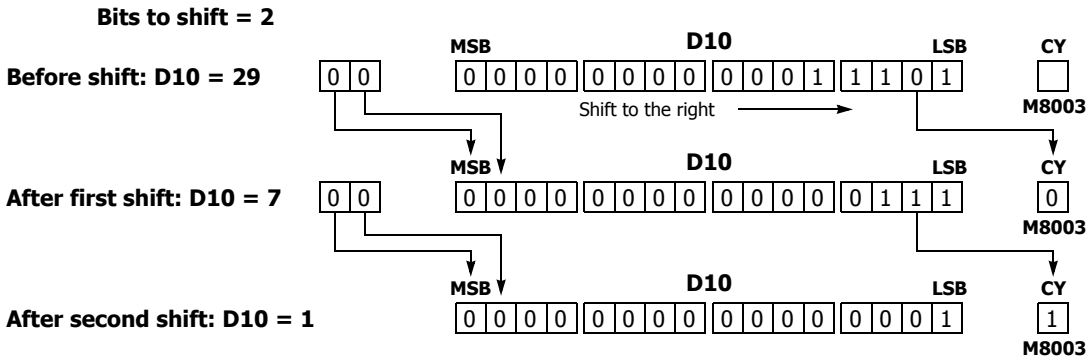 Bits to shift = 2
MSB D10 LSB CY
Before shift: D10 = 29 0 0 0 0 0 0 0 0 0 0 0 0 0 1 1 1 0 1
Shift to the right M8003
MSB D10 LSB CY
After first shift: D10 = 7 0 0 0 0 0 0 0 0 0 0 0 0 0 0 0 1 1 1 0
M8003
MSB D10 LSB CY
After second shift: D10 = 1 0 0 0 0 0 0 0 0 0 0 0 0 0 0 0 1 1
M8003